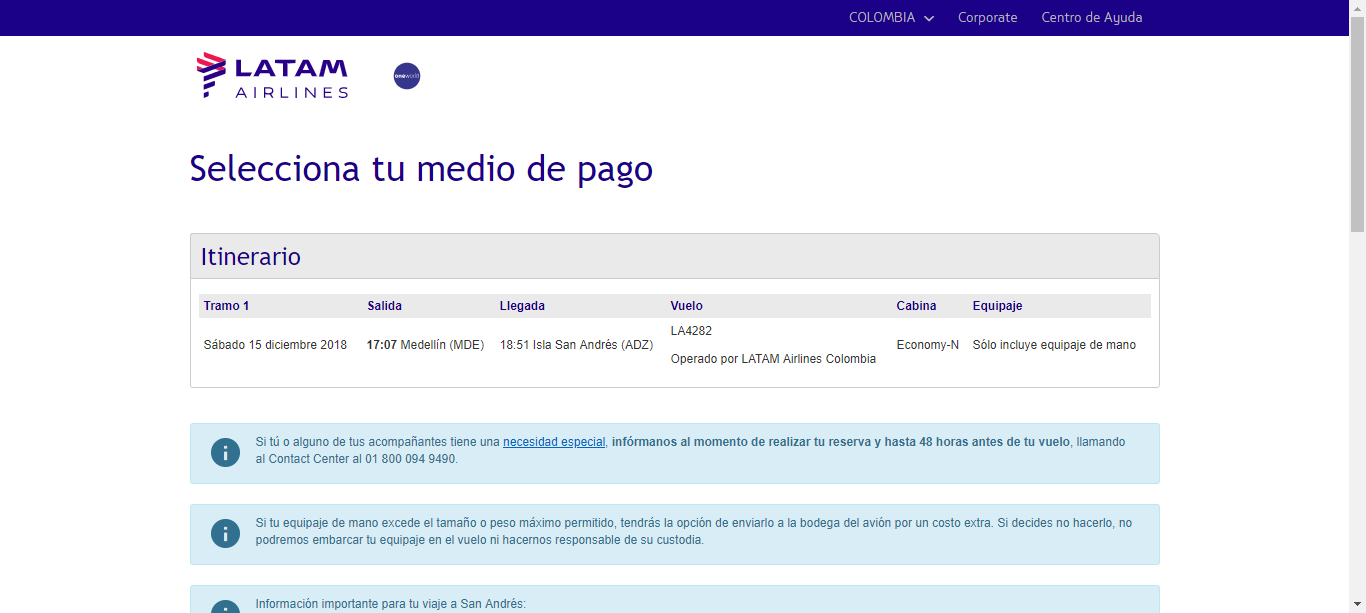 COLOMBIA Corporate Centro de Ayuda
LATAM
AIRLINES
oneworld
Selecciona tu medio de pago
Itinerario
Tramo 1 Salida Llegada Vuelo Cabina Equipaje
Sábado 15 diciembre 2018 17:07 Medellín (MDE) 18:51 Isla San Andrés (ADZ) LA4282 Economy-N Sólo incluye equipaje de mano
Operado por LATAM Airlines Colombia
Si tú o alguno de tus acompañantes tiene una necesidad especial, infórmanos al momento de realizar tu reserva y hasta 48 horas antes de tu vuelo, llamando
al Contact Center al 01 800 094 9490.
Si tu equipaje de mano excede el tamaño o peso máximo permitido, tendrás la opción de enviarlo a la bodega del avión por un costo extra. Si decides no hacerlo, no
podremos embarcar tu equipaje en el vuelo ni hacernos responsable de su custodia.
Información importante para tu viaje a San Andrés: